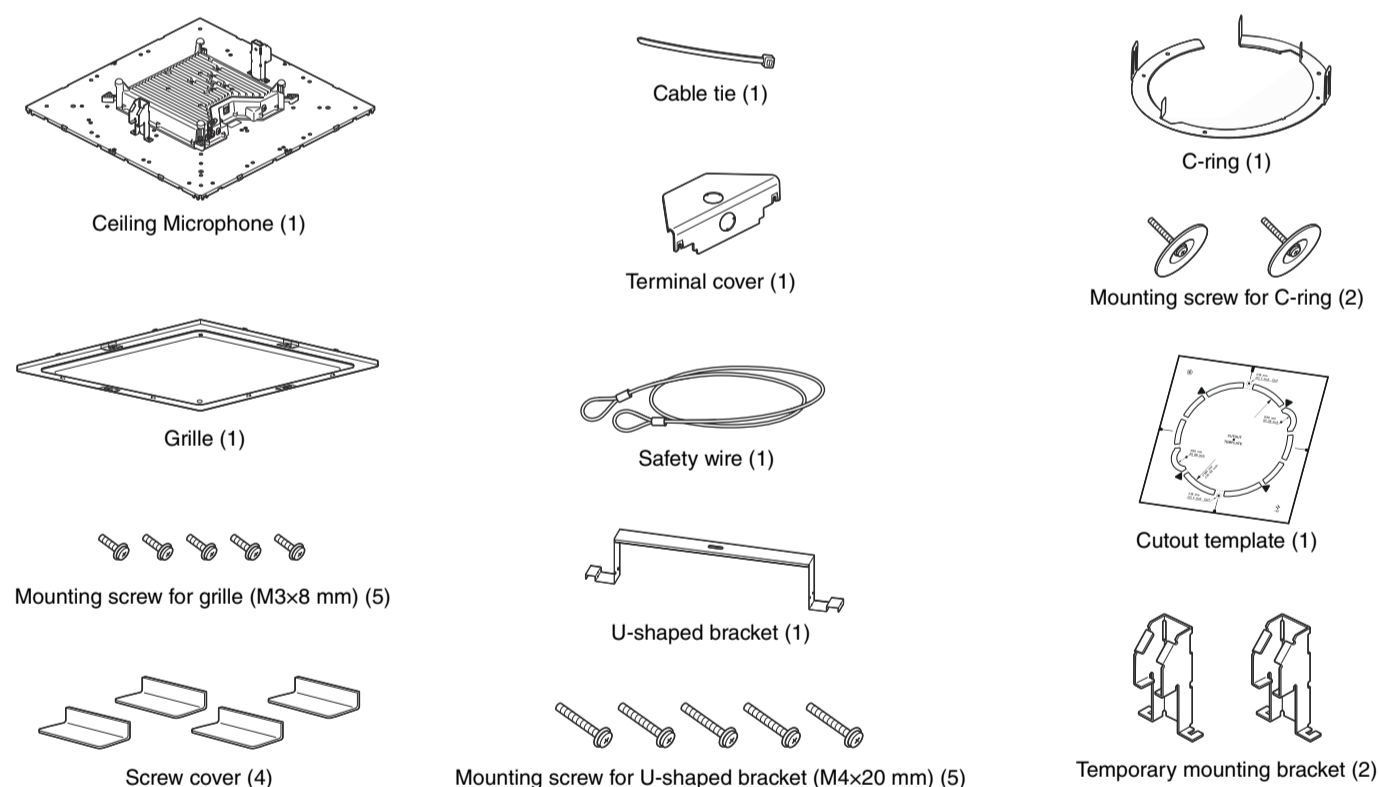 Ceiling Microphone (1)
Grille (1)
Mounting screw for grille (M3×8 mm) (5)
Screw cover (4)
Cable tie (1)
Terminal cover (1)
Safety wire (1)
U-shaped bracket (1)
Mounting screw for U-shaped bracket (M4×20 mm) (5)
C-ring (1)
Mounting screw for C-ring (2)
CUTOUT
TEMPLATE
Cutout template (1)
Temporary mounting bracket (2)